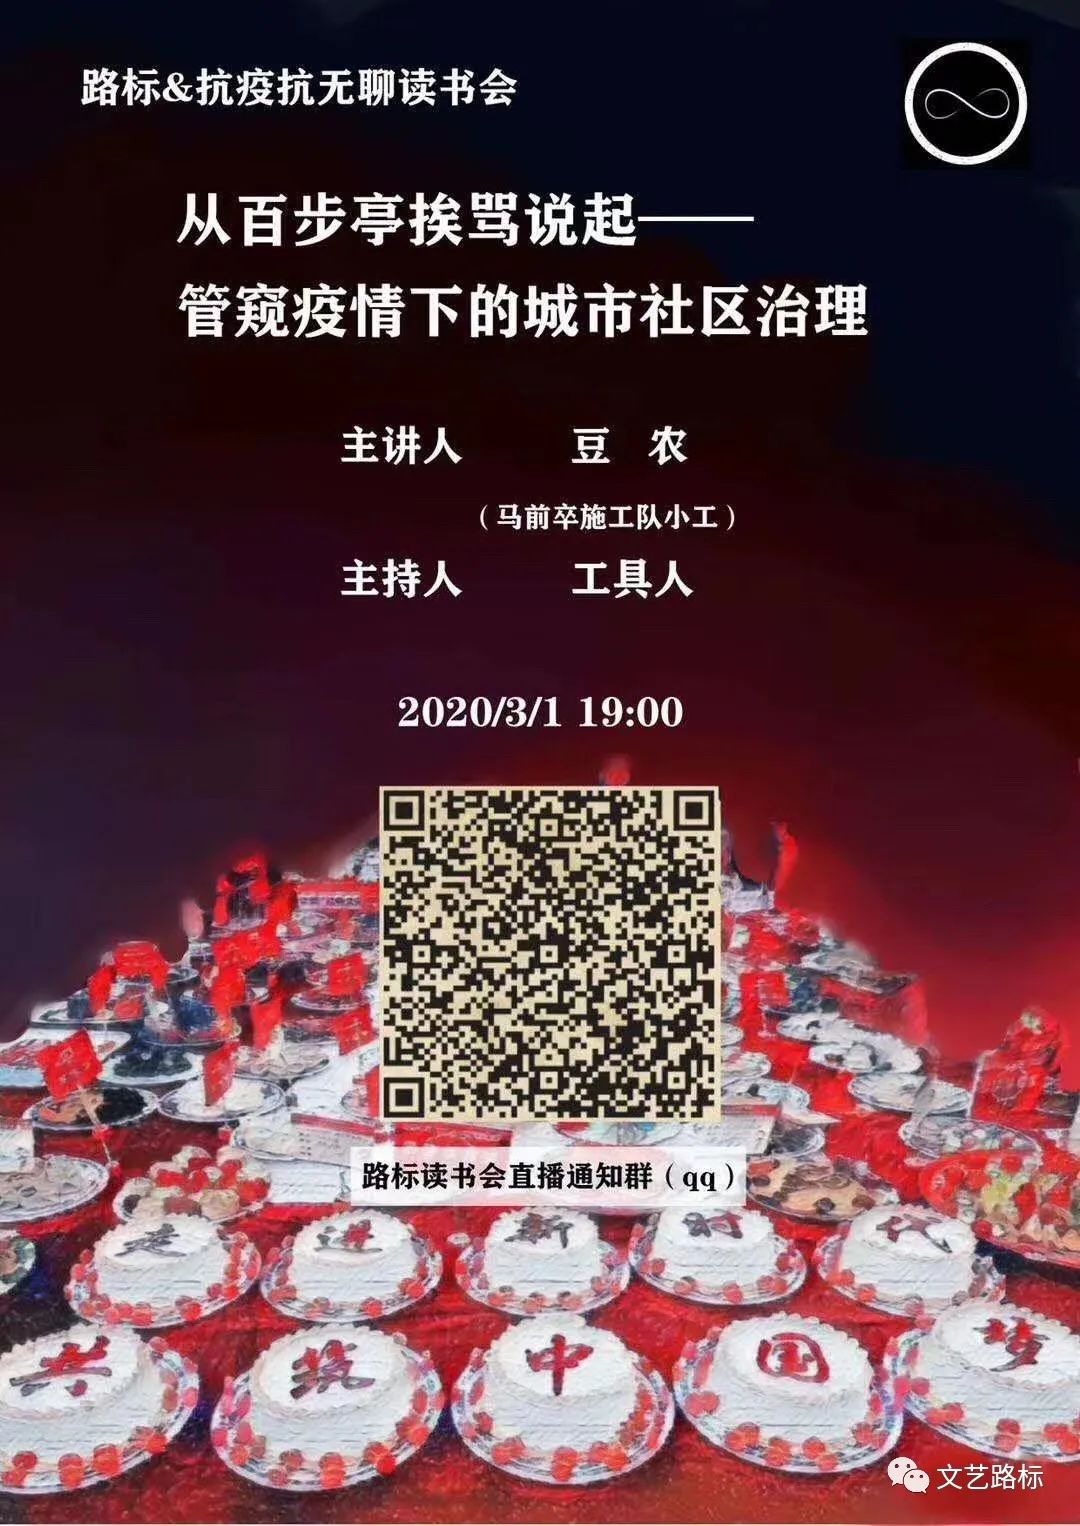 路标&抗疫抗无聊读书会
从百步亭挨骂说起——
管窥疫情下的城市社区治理
主讲人 豆 农
（马前卒施工队小工）
主持人 工具人
2020/3/1 19:00
路标读书会直播通知群（qq）
走进新时代
共筑中国梦
文艺路标